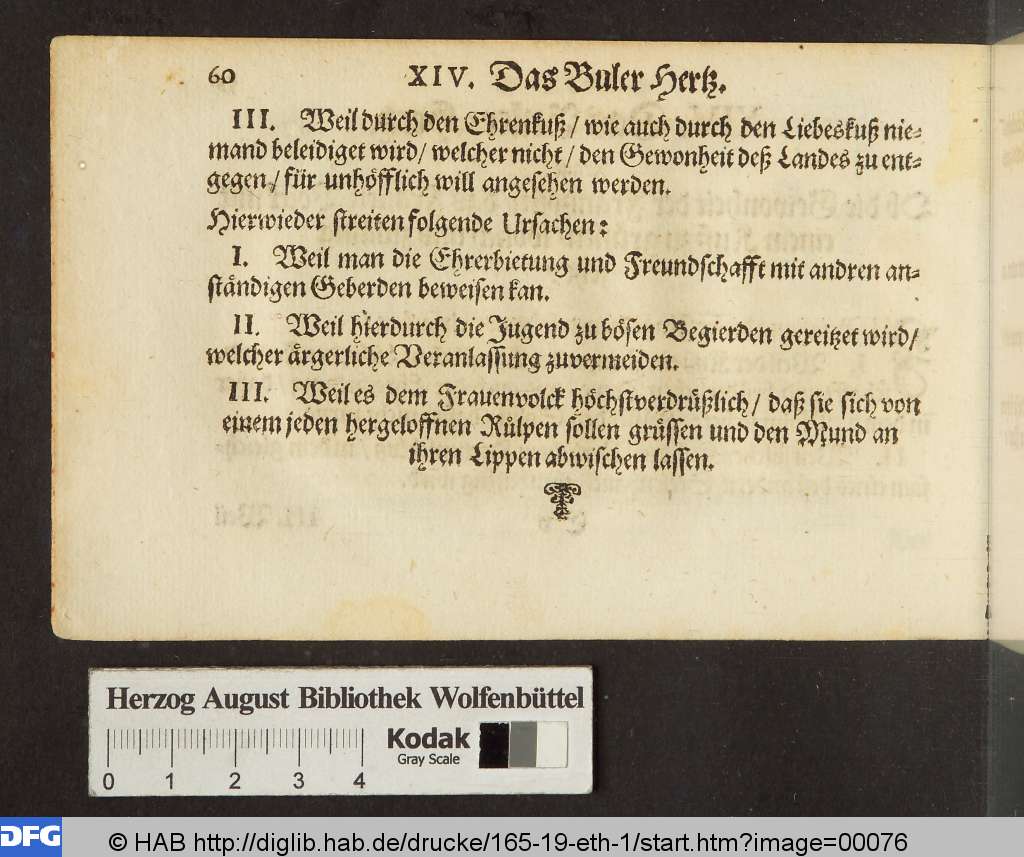 60
XIV. Das Buler Hertz.
III. Weil durch den Ehrenkuß / wie auch durch den Liebeskuß nie⸗
mand beleidiget wird / welcher nicht / den Gewonheit deß Landes zu ent⸗
gegen / für unhöfflich will angesehen werden.
Hierwieder streiten folgende Ursachen:
I. Weil man die Ehrerbietung und Freundschafft mit andren an⸗
ständigen Geberden beweisen kan.
II. Weil hierdurch die Jugend zu bösen Begierden gereitzet wird /
welcher ärgerliche Veranlassung zuvermeiden.
III. Weil es dem Frauenvolck höchstverdrüßlich / daß sie sich von
einem jeden hergeloffnen Rülpen sollen grüssen und den Mund an
ihren Lippen abwischen lassen.
Herzog August Bibliothek Wolfenbüttel
0 1 2 3 4
Kodak
Gray Scale
DFG © HAB http://diglib.hab.de/drucke/165-19-eth-1/start.htm?image=00076